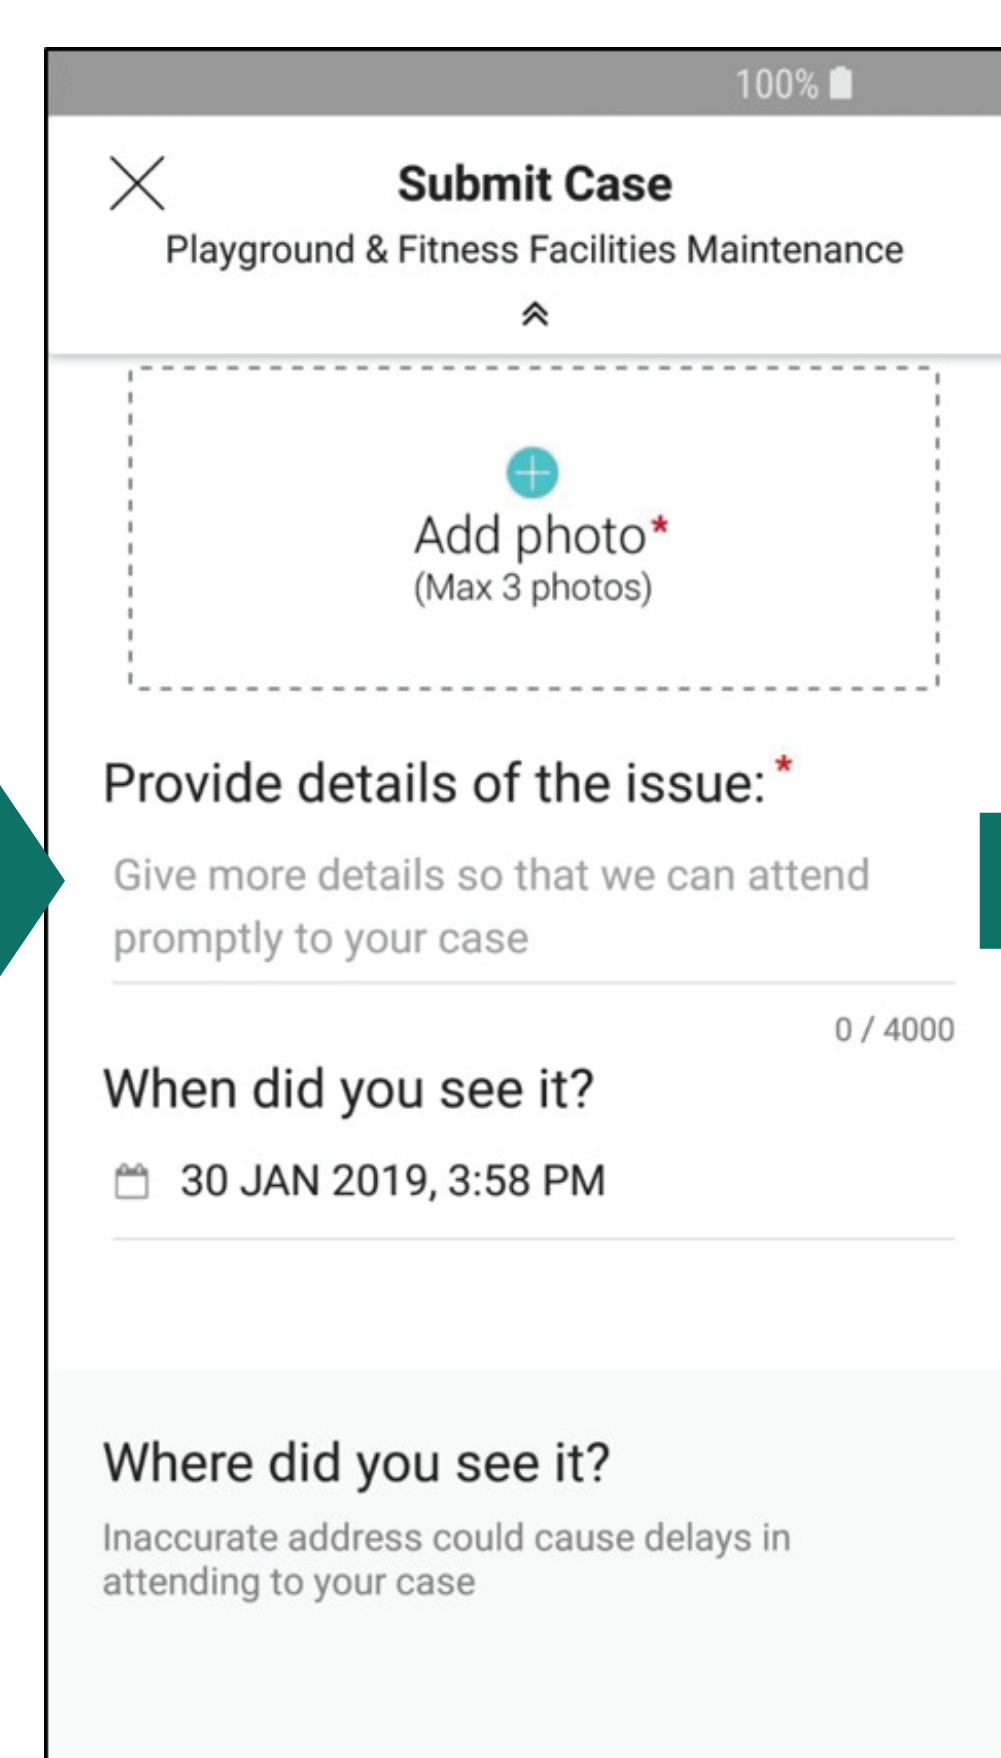 100%
Submit Case
Playground & Fitness Facilities Maintenance
Add photo*
(Max 3 photos)
Provide details of the issue:*
Give more details so that we can attend
promptly to your case
0 / 4000
When did you see it?
30 JAN 2019, 3:58 PM
Where did you see it?
Inaccurate address could cause delays in
attending to your case